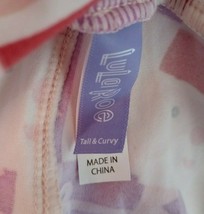 LuLaRoe
Tall & Curvy
MADE IN
CHINA